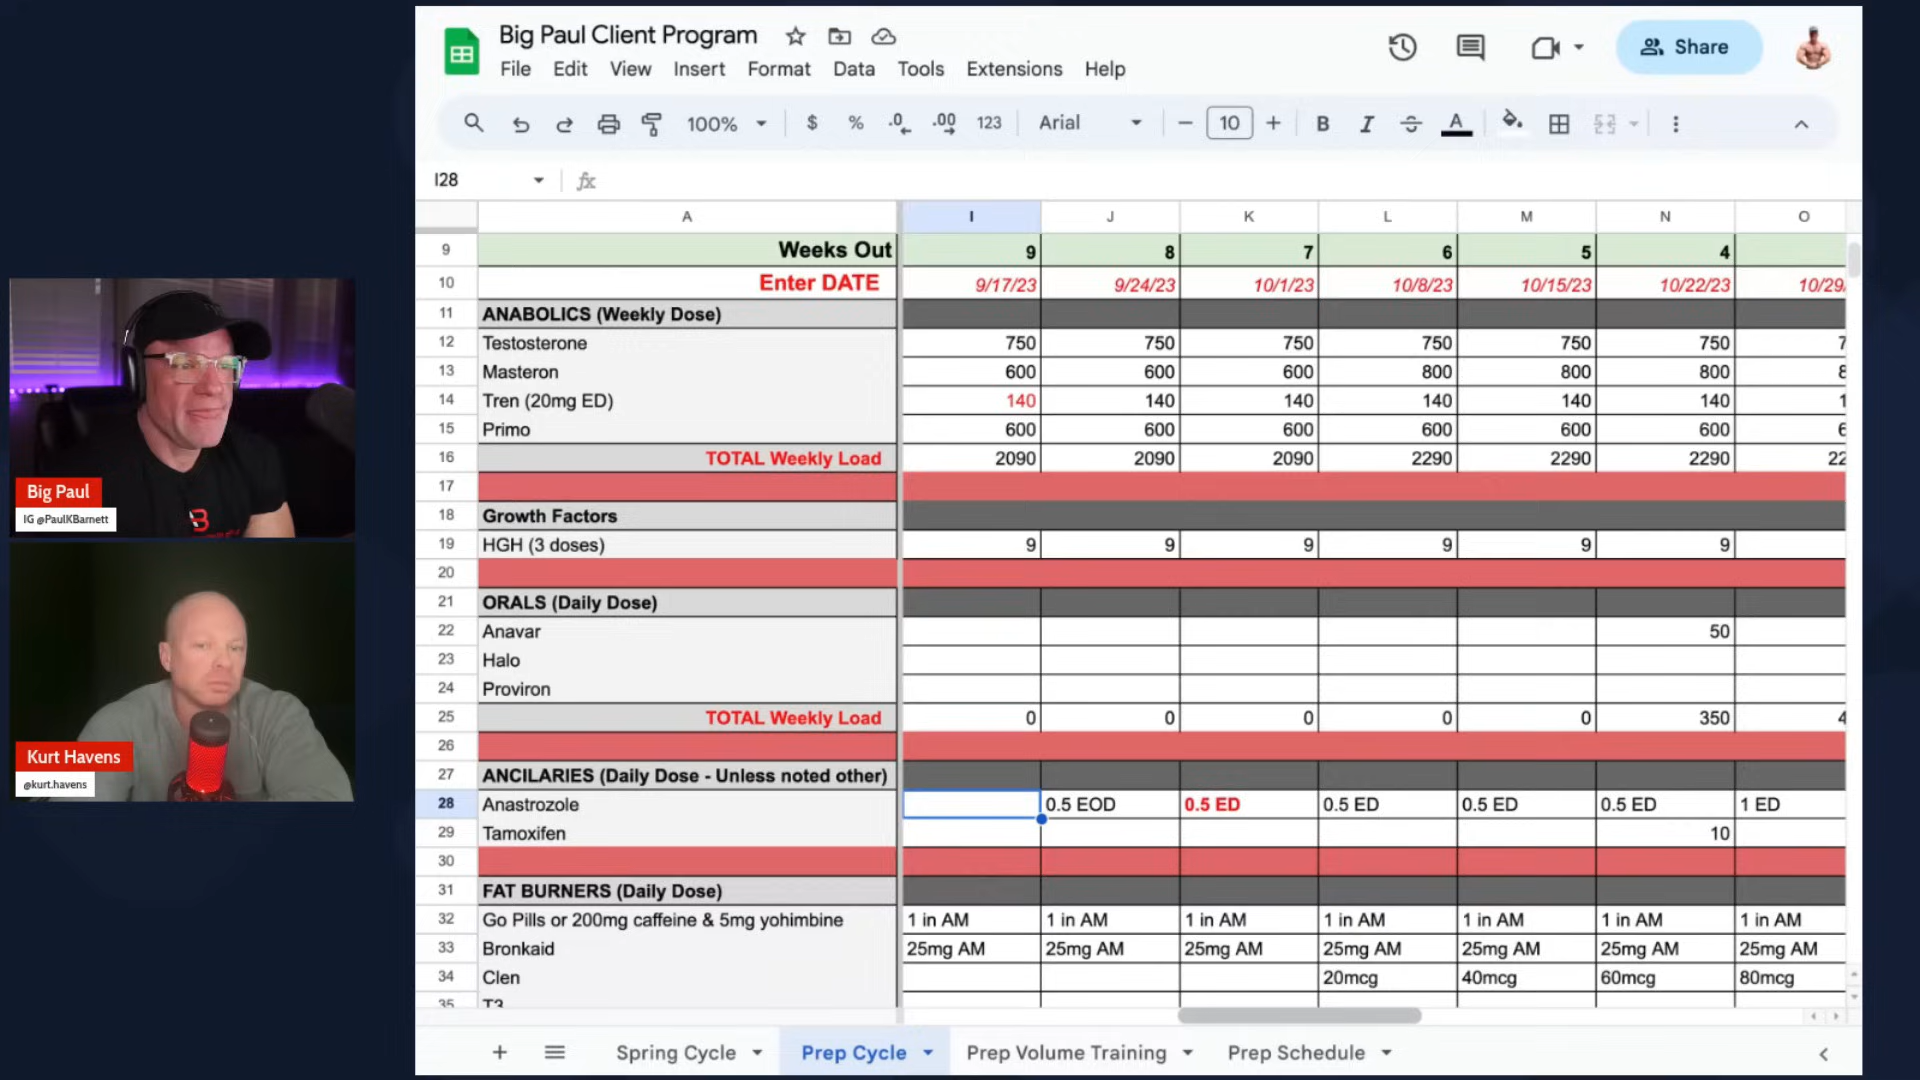 Big Paul Client Program
File Edit View Insert Format Data Tools Extensions Help
Share
100% $ % .0 .00 123 Arial 10 B I A
I28 fx
A I J K L M N O
9 Weeks Out 9 8 7 6 5 4
10 Enter DATE 9/17/23 9/24/23 10/1/23 10/8/23 10/15/23 10/22/23 10/29/
11 ANABOLICS (Weekly Dose)
12 Testosterone 750 750 750 750 750 750 7
13 Masteron 600 600 600 800 800 800 8
14 Tren (20mg ED) 140 140 140 140 140 140 1
15 Primo 600 600 600 600 600 600 6
16 TOTAL Weekly Load 2090 2090 2090 2290 2290 2290 22
17
18 Growth Factors
19 HGH (3 doses) 9 9 9 9 9 9
20
21 ORALS (Daily Dose)
22 Anavar 50
23 Halo
24 Proviron
25 TOTAL Weekly Load 0 0 0 0 0 350 4
26
27 ANCILARIES (Daily Dose - Unless noted other)
28 Anastrozole 0.5 EOD 0.5 ED 0.5 ED 0.5 ED 0.5 ED 1 ED
29 Tamoxifen 10
30
31 FAT BURNERS (Daily Dose)
32 Go Pills or 200mg caffeine & 5mg yohimbine 1 in AM 1 in AM 1 in AM 1 in AM 1 in AM 1 in AM 1 in AM
33 Bronkaid 25mg AM 25mg AM 25mg AM 25mg AM 25mg AM 25mg AM 25mg AM
34 Clen 20mcg 40mcg 60mcg 80mcg
35 T3
Spring Cycle Prep Cycle Prep Volume Training Prep Schedule
Big Paul
IG @PaulKBarnett
Kurt Havens
@kurt.havens